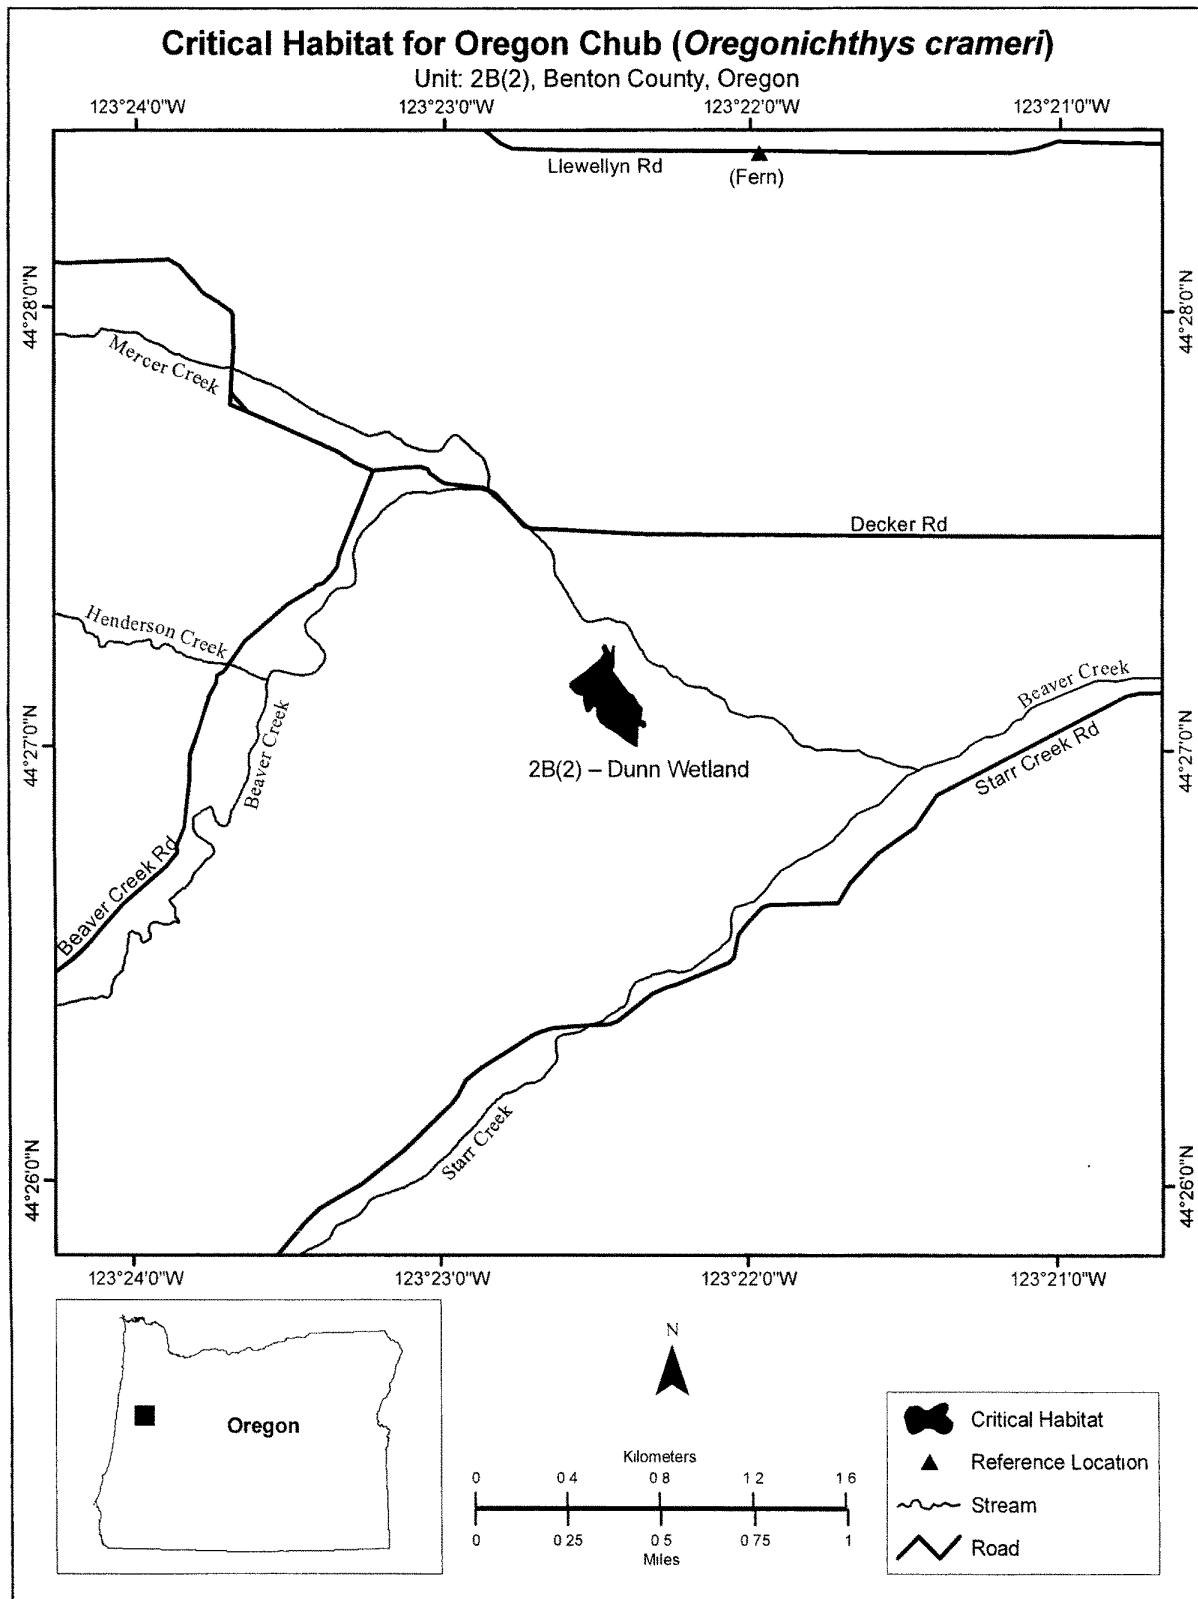 Critical Habitat for Oregon Chub (Oregonichthys crameri)
Unit: 2B(2), Benton County, Oregon
123°24'0"W
123°23'0"W
123°22'0"W
123°21'0"W
Llewellyn Rd
(Fern)
44°28'0"N
44°28'0"N
Mercer Creek
Decker Rd
Henderson Creek
Beaver Creek
Beaver Creek
Starr Creek Rd
44°27'0"N
44°27'0"N
2B(2) – Dunn Wetland
Beaver Creek Rd
Starr Creek
44°26'0"N
44°26'0"N
123°24'0"W
123°23'0"W
123°22'0"W
123°21'0"W
Oregon
N
Kilometers
0 0 4 0 8 1 2 1 6
0 0 25 0 5 0 75 1
Miles
Critical Habitat
Reference Location
Stream
Road